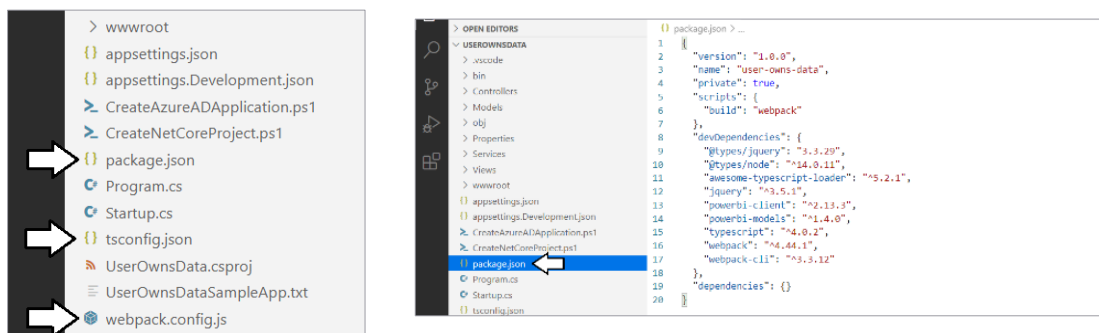 wwwroot
appsettings.json
appsettings.Development.json
CreateAzureADApplication.ps1
CreateNetCoreProject.ps1
package.json
Program.cs
Startup.cs
tsconfig.json
UserOwnsData.csproj
UserOwnsDataSampleApp.txt
webpack.config.js
OPEN EDITORS
USEROWNSDATA
.vscode
bin
Controllers
Models
obj
Properties
Services
Views
wwwroot
appsettings.json
appsettings.Development.json
CreateAzureADApplication.ps1
CreateNetCoreProject.ps1
package.json
Program.cs
Startup.cs
tsconfig.json
{} package.json > ...
1 {
2 "version": "1.0.0",
3 "name": "user-owns-data",
4 "private": true,
5 "scripts": {
6 "build": "webpack"
7 },
8 "devDependencies": {
9 "@types/jquery": "3.3.29",
10 "@types/node": "^14.0.11",
11 "awesome-typescript-loader": "^5.2.1",
12 "jquery": "^3.5.1",
13 "powerbi-client": "^2.13.3",
14 "powerbi-models": "^1.4.0",
15 "typescript": "^4.0.2",
16 "webpack": "^4.44.1",
17 "webpack-cli": "^3.3.12"
18 },
19 "dependencies": {}
20 }